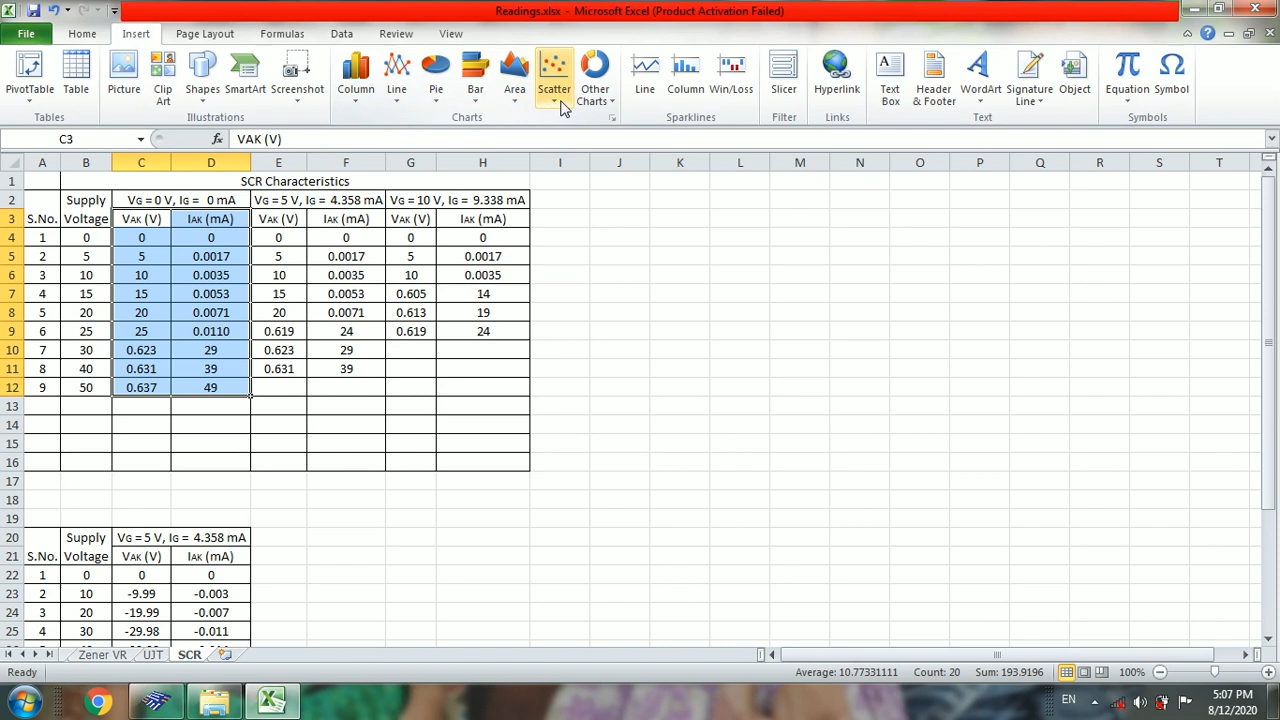 Readings.xlsx - Microsoft Excel (Product Activation Failed)
File Home Insert Page Layout Formulas Data Review View
PivotTable Table Picture Clip Art Shapes SmartArt Screenshot Column Line Pie Bar Area Scatter Other Charts Line Column Win/Loss Slicer Hyperlink Text Box Header & Footer WordArt Signature Line Object Equation Symbol
Tables Illustrations Charts Sparklines Filter Links Text Symbols
C3 fx VAK (V)
A B C D E F G H I J K L M N O P Q R S T
1 SCR Characteristics
2 Supply VG = 0 V, IG = 0 mA VG = 5 V, IG = 4.358 mA VG = 10 V, IG = 9.338 mA
3 S.No. Voltage VAK (V) IAK (mA) VAK (V) IAK (mA) VAK (V) IAK (mA)
4 1 0 0 0 0 0 0 0
5 2 5 5 0.0017 5 0.0017 5 0.0017
6 3 10 10 0.0035 10 0.0035 10 0.0035
7 4 15 15 0.0053 15 0.0053 0.605 14
8 5 20 20 0.0071 20 0.0071 0.613 19
9 6 25 25 0.0110 0.619 24 0.619 24
10 7 30 0.623 29 0.623 29
11 8 40 0.631 39 0.631 39
12 9 50 0.637 49
13
14
15
16
17
18
19
20 Supply VG = 5 V, IG = 4.358 mA
21 S.No. Voltage VAK (V) IAK (mA)
22 1 0 0 0
23 2 10 -9.99 -0.003
24 3 20 -19.99 -0.007
25 4 30 -29.98 -0.011
Zener VR UJT SCR
Ready Average: 10.77331111 Count: 20 Sum: 193.9196 100%
EN 5:07 PM
8/12/2020